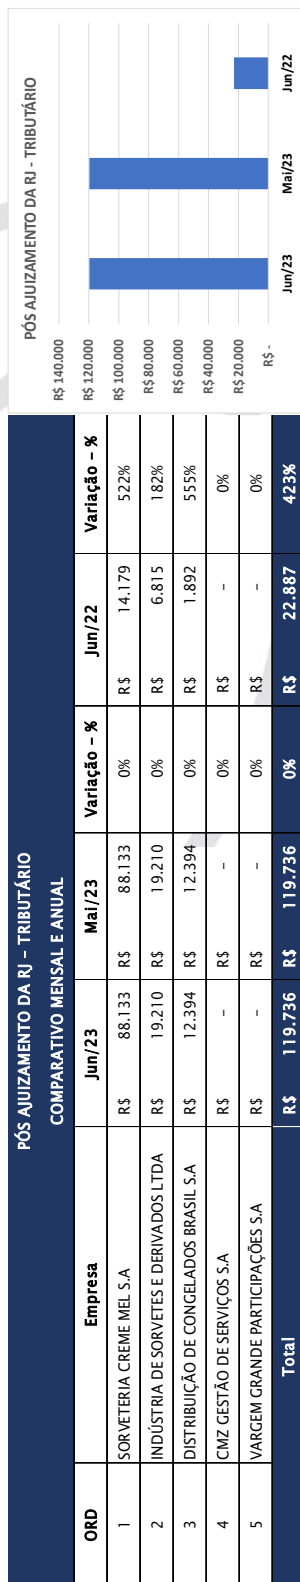 PÓS AJUIZAMENTO DA RJ – TRIBUTÁRIO
COMPARATIVO MENSAL E ANUAL
ORD Empresa Jun/23 Mai/23 Variação – % Jun/22 Variação – %
1 SORVETERIA CREME MEL S.A R$ 88.133 R$ 88.133 0% R$ 14.179 522%
2 INDÚSTRIA DE SORVETES E DERIVADOS LTDA R$ 19.210 R$ 19.210 0% R$ 6.815 182%
3 DISTRIBUIÇÃO DE CONGELADOS BRASIL S.A R$ 12.394 R$ 12.394 0% R$ 1.892 555%
4 CMZ GESTÃO DE SERVIÇOS S.A R$ – R$ – 0% R$ – 0%
5 VARGEM GRANDE PARTICIPAÇÕES S.A R$ – R$ – 0% R$ – 0%
Total R$ 119.736 R$ 119.736 0% R$ 22.887 423%
PÓS AJUIZAMENTO DA RJ - TRIBUTÁRIO
R$ 140.000
R$ 120.000
R$ 100.000
R$ 80.000
R$ 60.000
R$ 40.000
R$ 20.000
R$ -
Jun/23 Mai/23 Jun/22